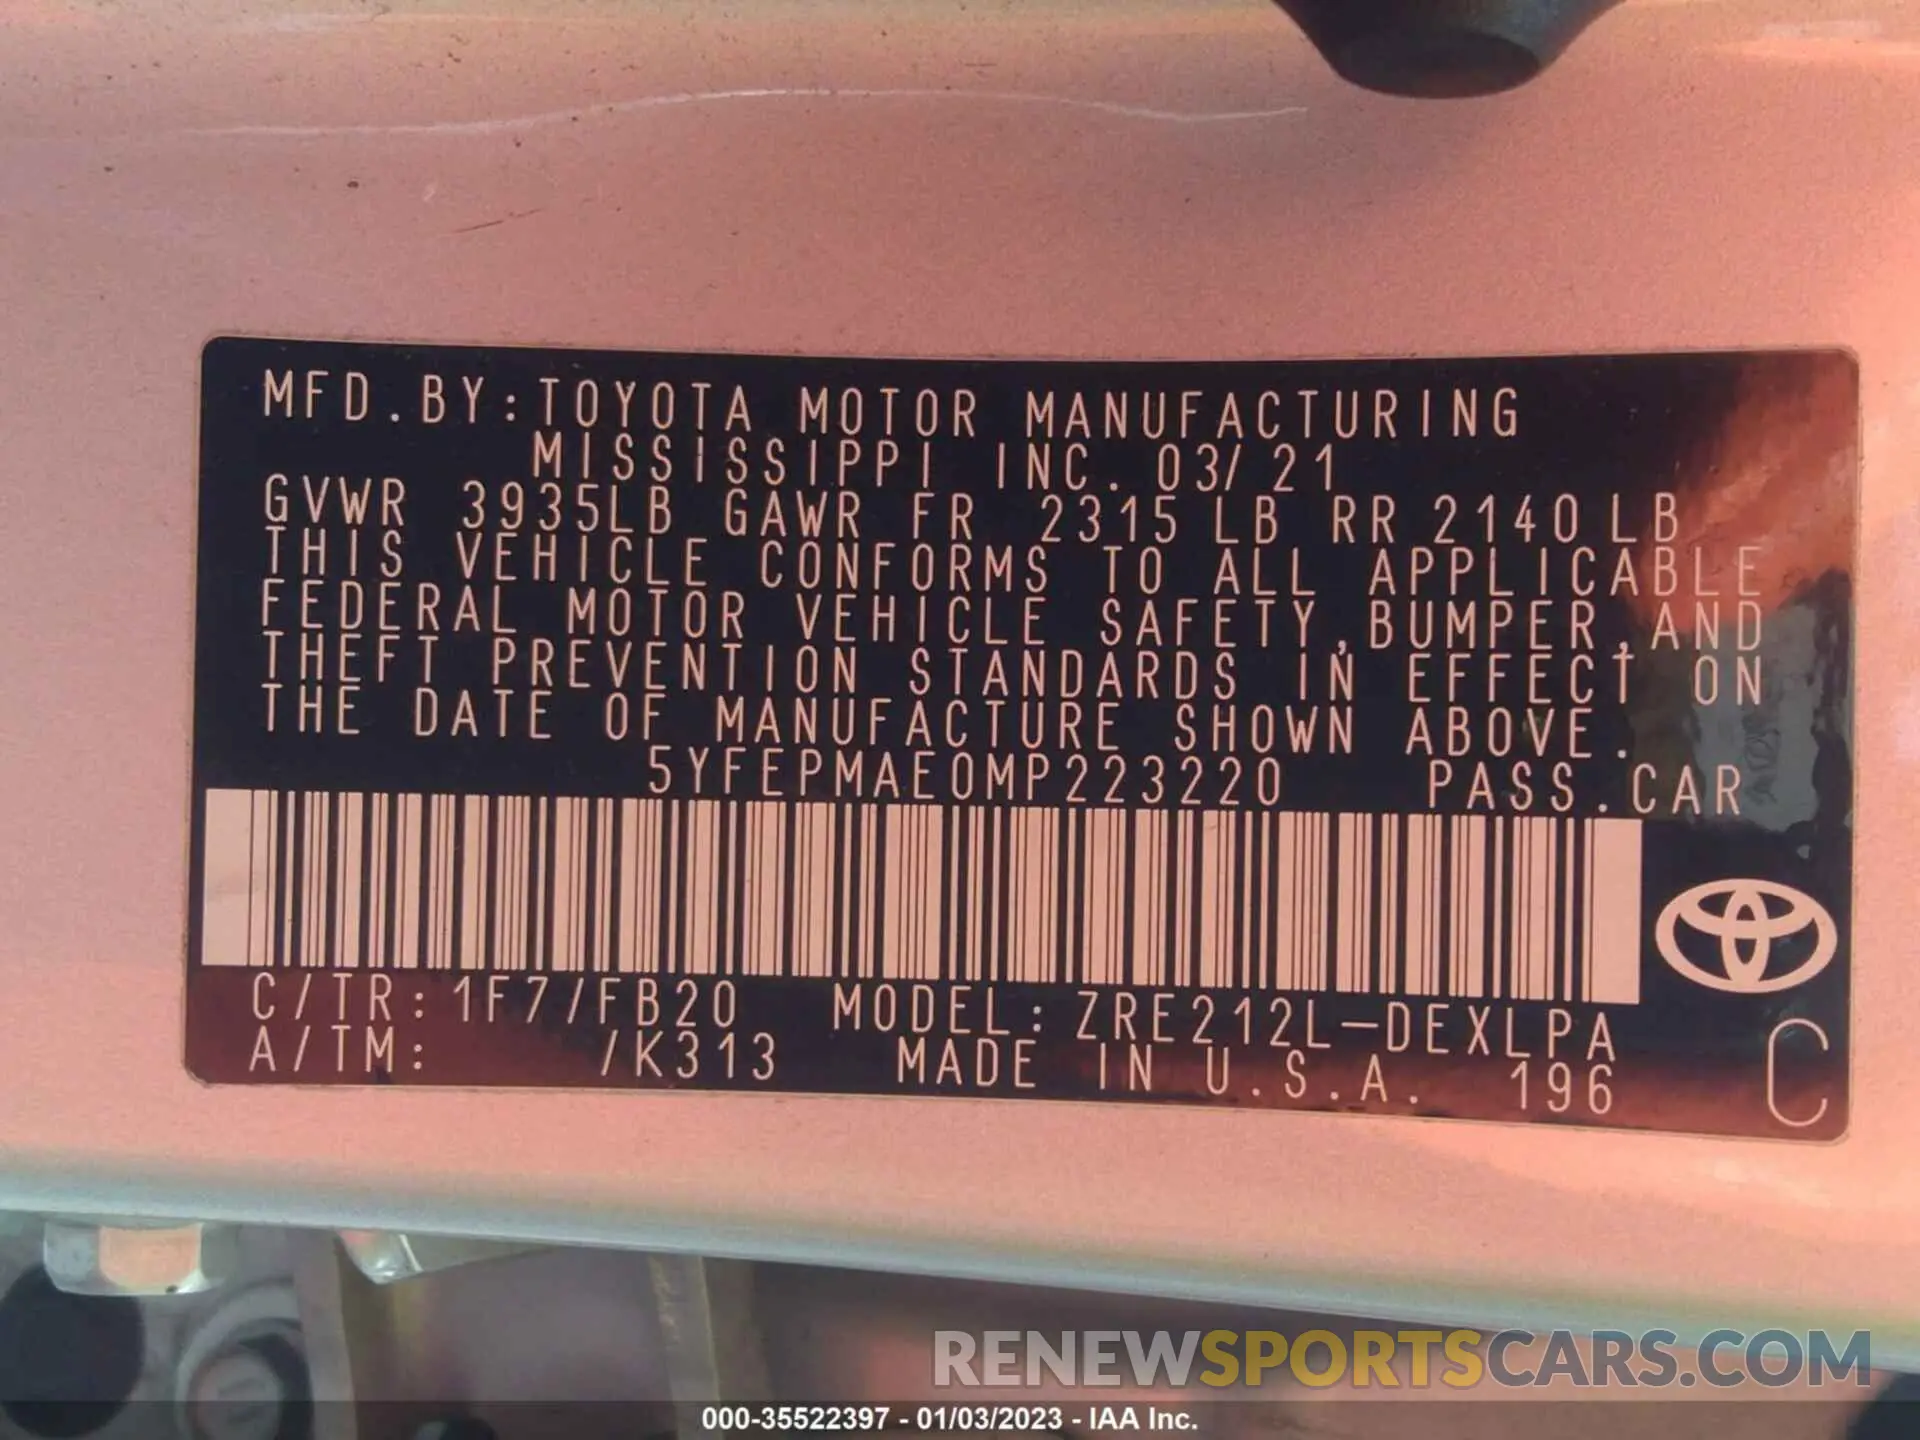 MFD.BY:TOYOTA MOTOR MANUFACTURING
MISSISSIPPI INC. 03/21
GVWR 3935LB GAWR FR 2315LB RR 2140LB
THIS VEHICLE CONFORMS TO ALL APPLICABLE
FEDERAL MOTOR VEHICLE SAFETY,BUMPER,AND
THEFT PREVENTION STANDARDS IN EFFECT ON
THE DATE OF MANUFACTURE SHOWN ABOVE.
5YFEPMAE0MP223220 PASS.CAR
C/TR:1F7/FB20 MODEL:ZRE212L-DEXLPA
A/TM: /K313 MADE IN U.S.A. 196
C
RENEWSPORTSCARS.COM
000-35522397 - 01/03/2023 - IAA Inc.